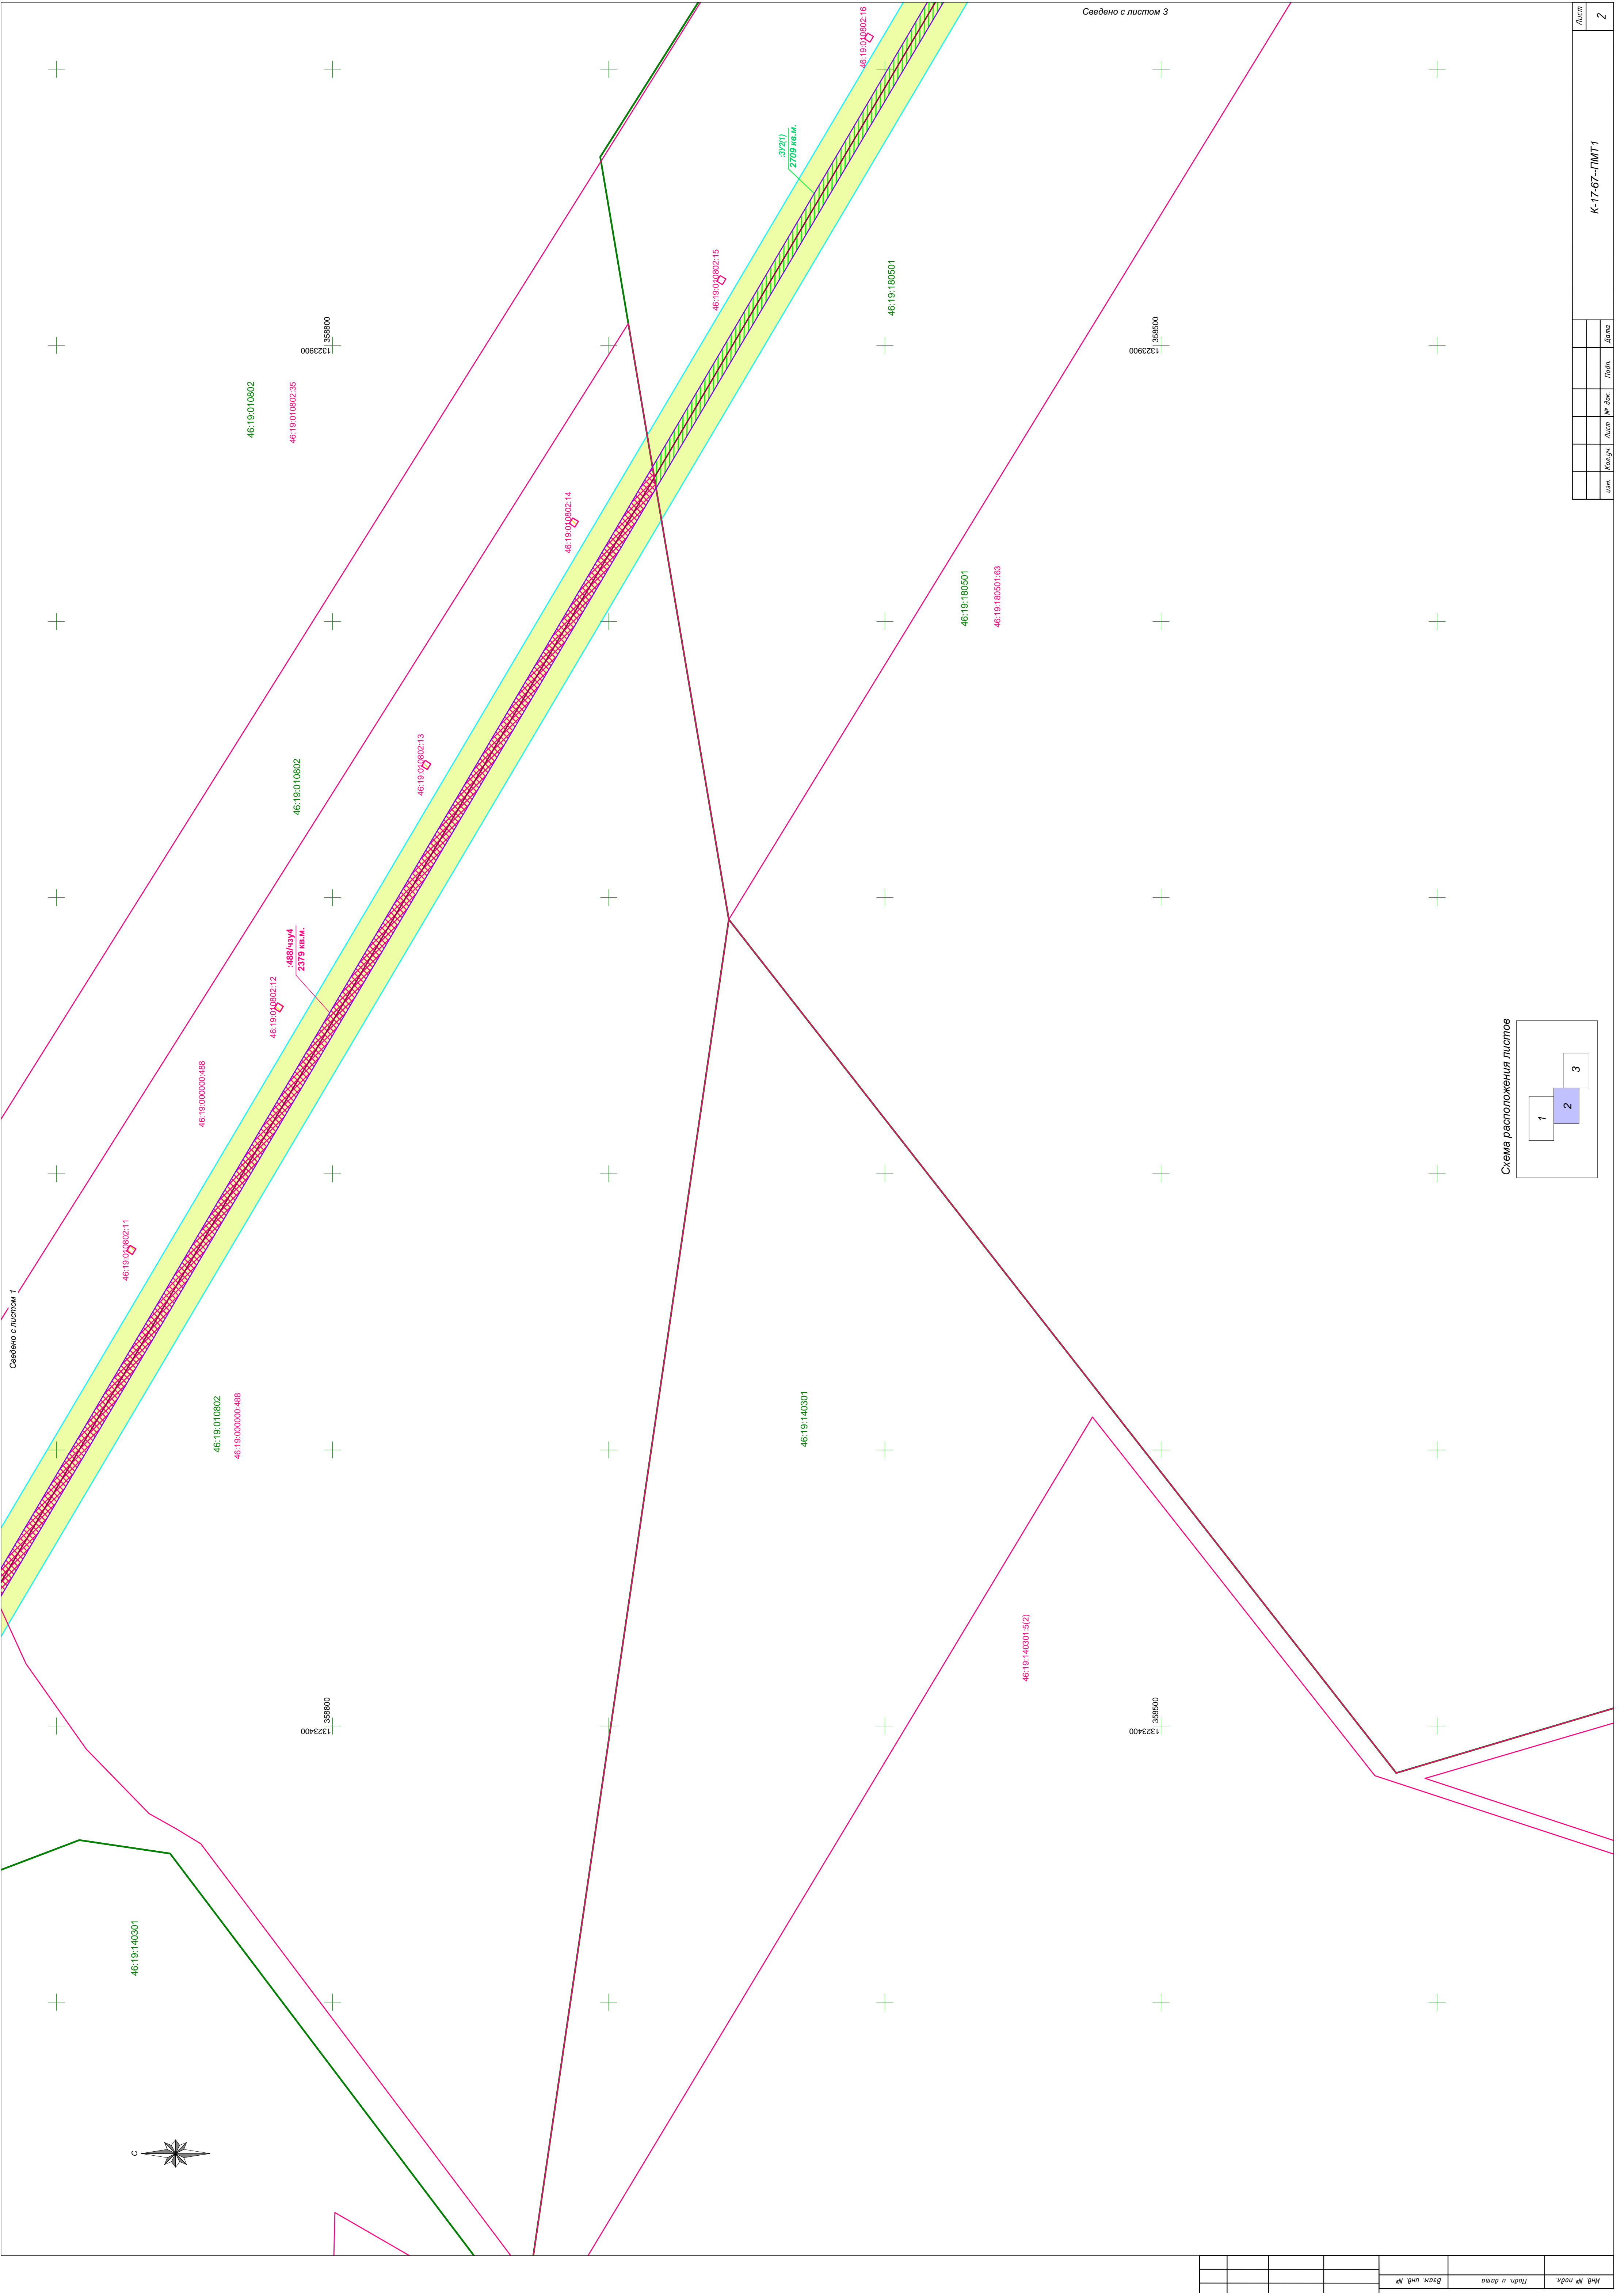 Сведено с листом 3
Лист
2
К-17-67--ПМТ1
изм.
Кол.уч.
Лист
№ док.
Подп.
Дата
46:19:010802:16
:ЗУ2(1)
2709 кв.м.
46:19:010802:15
46:19:180501
358800
1323900
358500
1323900
46:19:010802
46:19:010802:35
46:19:010802:14
46:19:180501
46:19:180501:63
46:19:010802
46:19:010802:13
:488/чзу4
2379 кв.м.
46:19:010802:12
46:19:000000:488
46:19:010802:11
Сведено с листом 1
Схема расположения листов
1
2
3
46:19:010802
46:19:000000:488
46:19:140301
46:19:140301:5(2)
358800
1323400
358500
1323400
46:19:140301
С
Взам. инв. №
Подп. и дата
Инв. № подл.